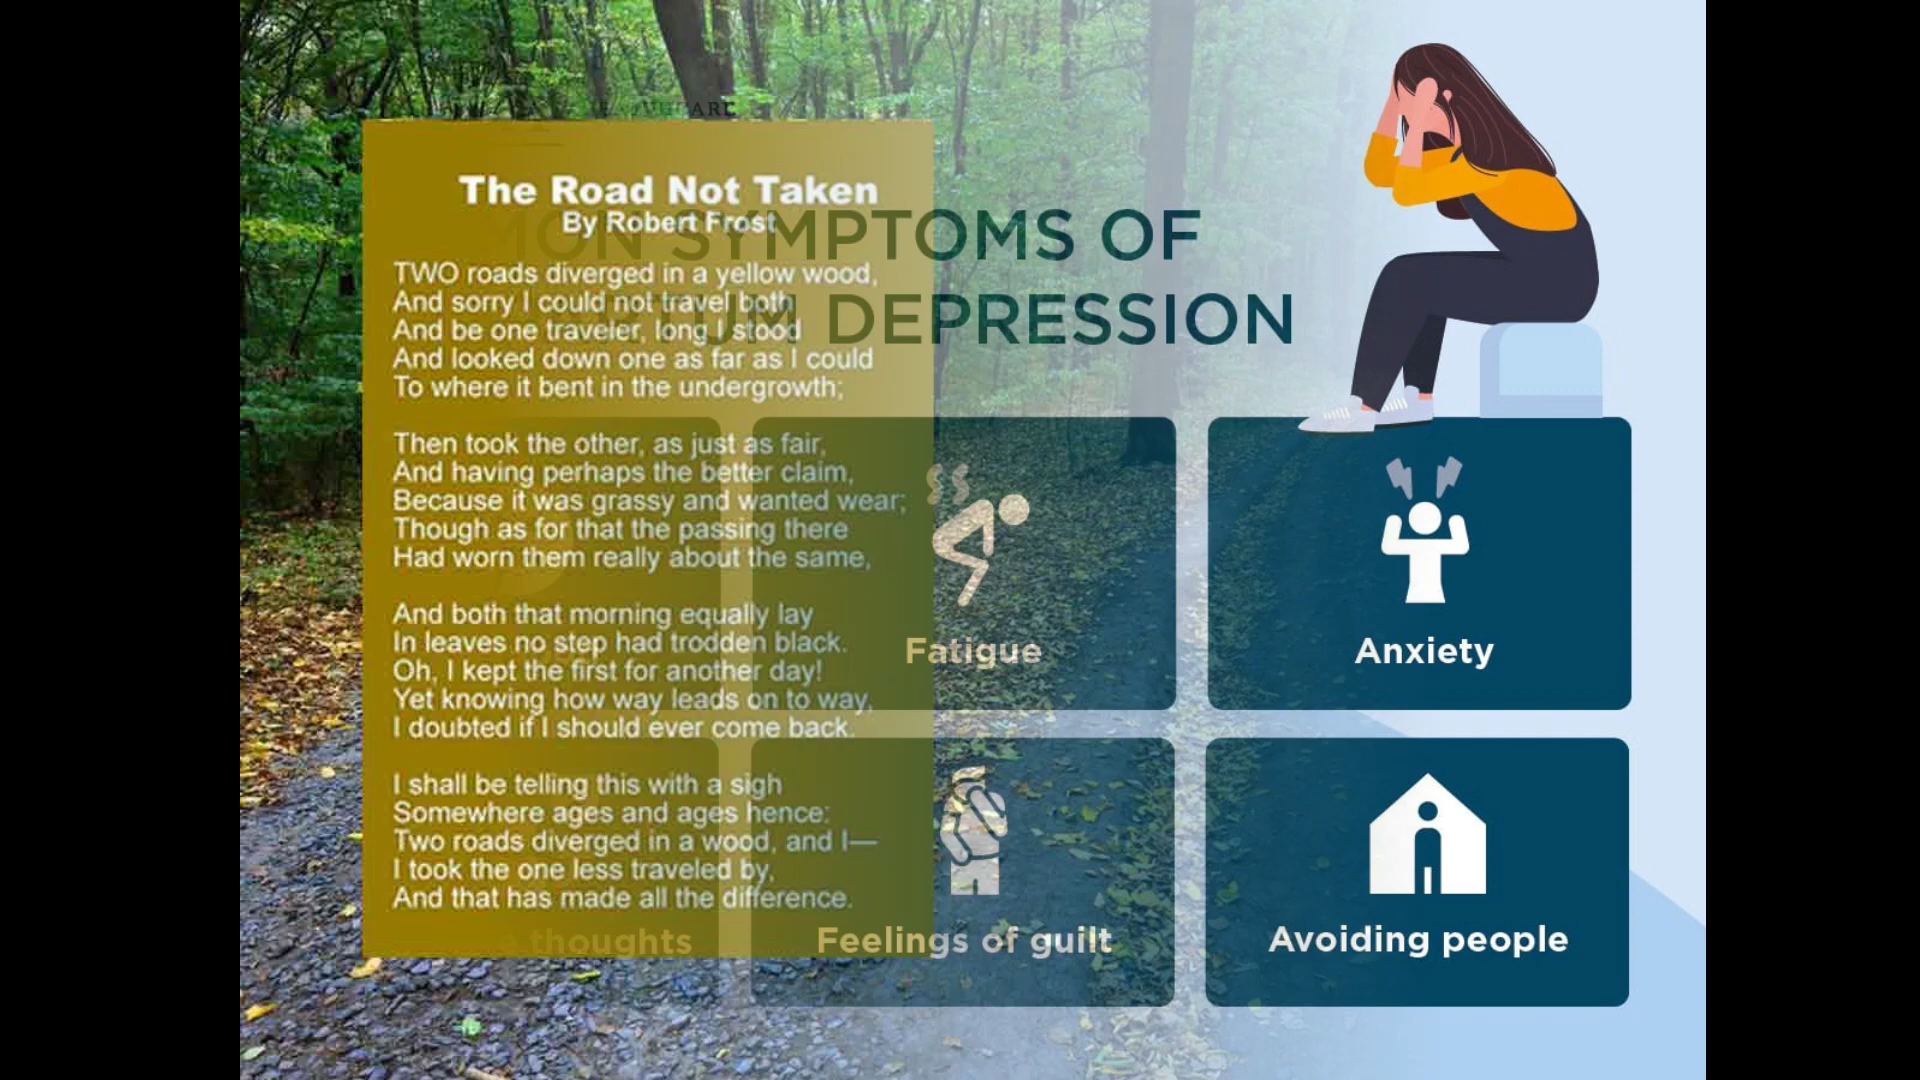 The Road Not Taken
By Robert Frost
TWO roads diverged in a yellow wood,
And sorry I could not travel both
And be one traveler, long I stood
And looked down one as far as I could
To where it bent in the undergrowth;
Then took the other, as just as fair,
And having perhaps the better claim,
Because it was grassy and wanted wear;
Though as for that the passing there
Had worn them really about the same,
And both that morning equally lay
In leaves no step had trodden black.
Oh, I kept the first for another day!
Yet knowing how way leads on to way,
I doubted if I should ever come back.
I shall be telling this with a sigh
Somewhere ages and ages hence:
Two roads diverged in a wood, and I—
I took the one less traveled by,
And that has made all the difference.
SYMPTOMS OF
DEPRESSION
Fatigue
Anxiety
thoughts
Feelings of guilt
Avoiding people